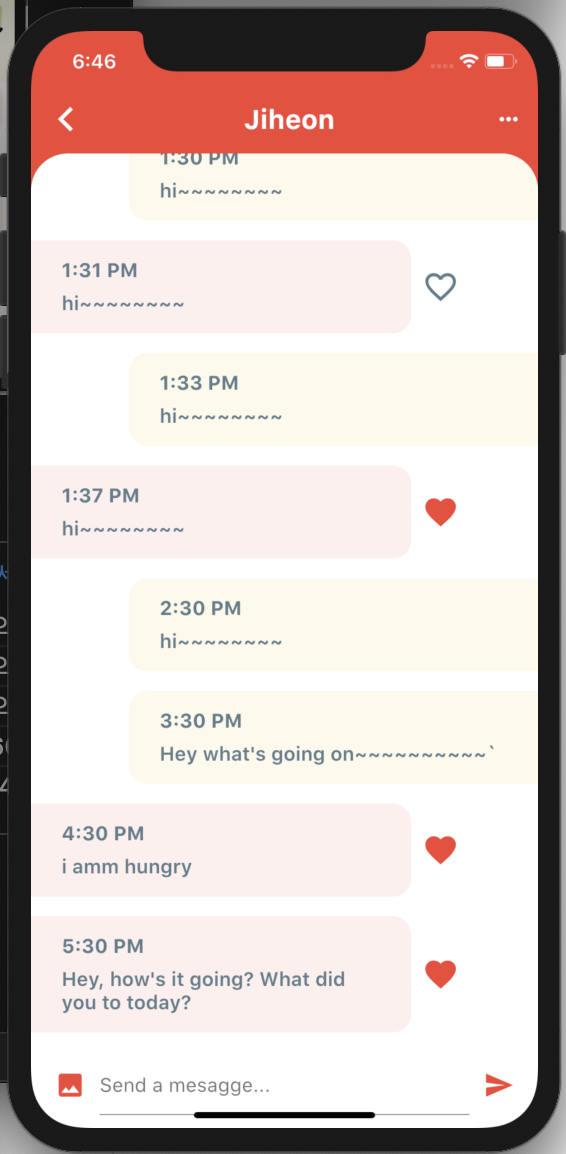 6:46
Jiheon
1:30 PM
hi~~~~~~~~
1:31 PM
hi~~~~~~~~
1:33 PM
hi~~~~~~~~
1:37 PM
hi~~~~~~~~
2:30 PM
hi~~~~~~~~
3:30 PM
Hey what's going on~~~~~~~~~~`
4:30 PM
i amm hungry
5:30 PM
Hey, how's it going? What did
you to today?
Send a mesagge...